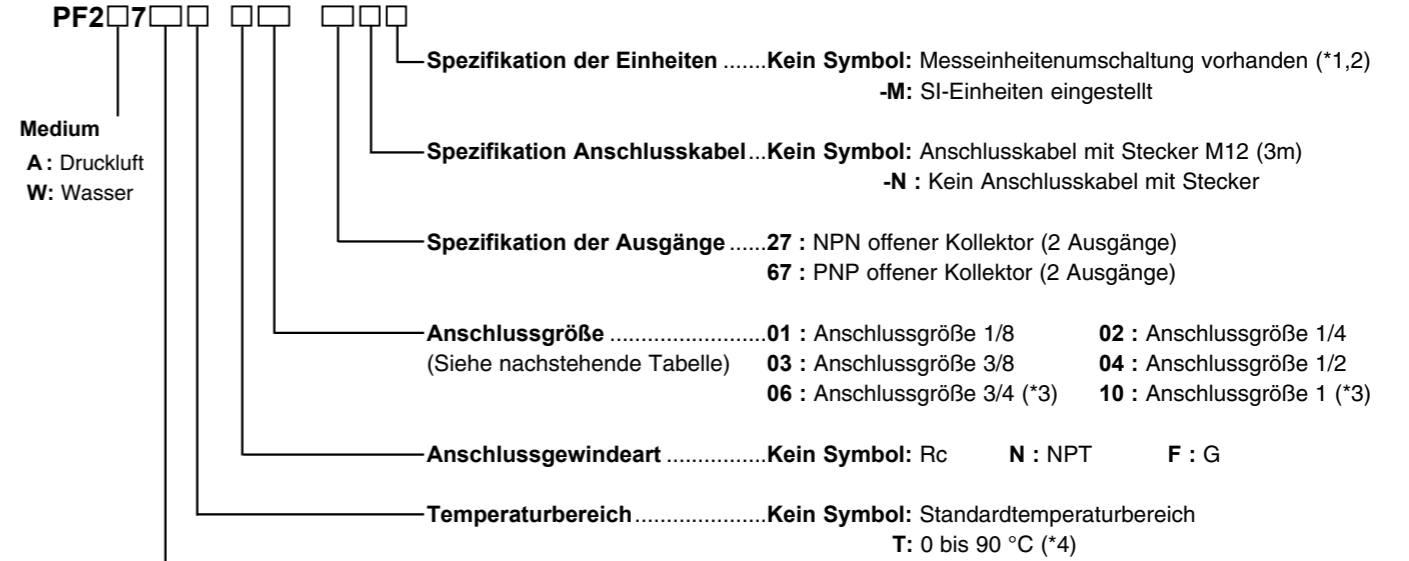 PF2□7□□ □□ □□□
Spezifikation der Einheiten .......Kein Symbol: Messeinheitenumschaltung vorhanden (*1,2)
-M: SI-Einheiten eingestellt
Medium
A : Druckluft
W: Wasser
Spezifikation Anschlusskabel...Kein Symbol: Anschlusskabel mit Stecker M12 (3m)
-N : Kein Anschlusskabel mit Stecker
Spezifikation der Ausgänge ......27 : NPN offener Kollektor (2 Ausgänge)
67 : PNP offener Kollektor (2 Ausgänge)
Anschlussgröße .........................01 : Anschlussgröße 1/8 02 : Anschlussgröße 1/4
(Siehe nachstehende Tabelle) 03 : Anschlussgröße 3/8 04 : Anschlussgröße 1/2
06 : Anschlussgröße 3/4 (*3) 10 : Anschlussgröße 1 (*3)
Anschlussgewindeart ................Kein Symbol: Rc N : NPT F : G
Temperaturbereich.....................Kein Symbol: Standardtemperaturbereich
T: 0 bis 90 °C (*4)